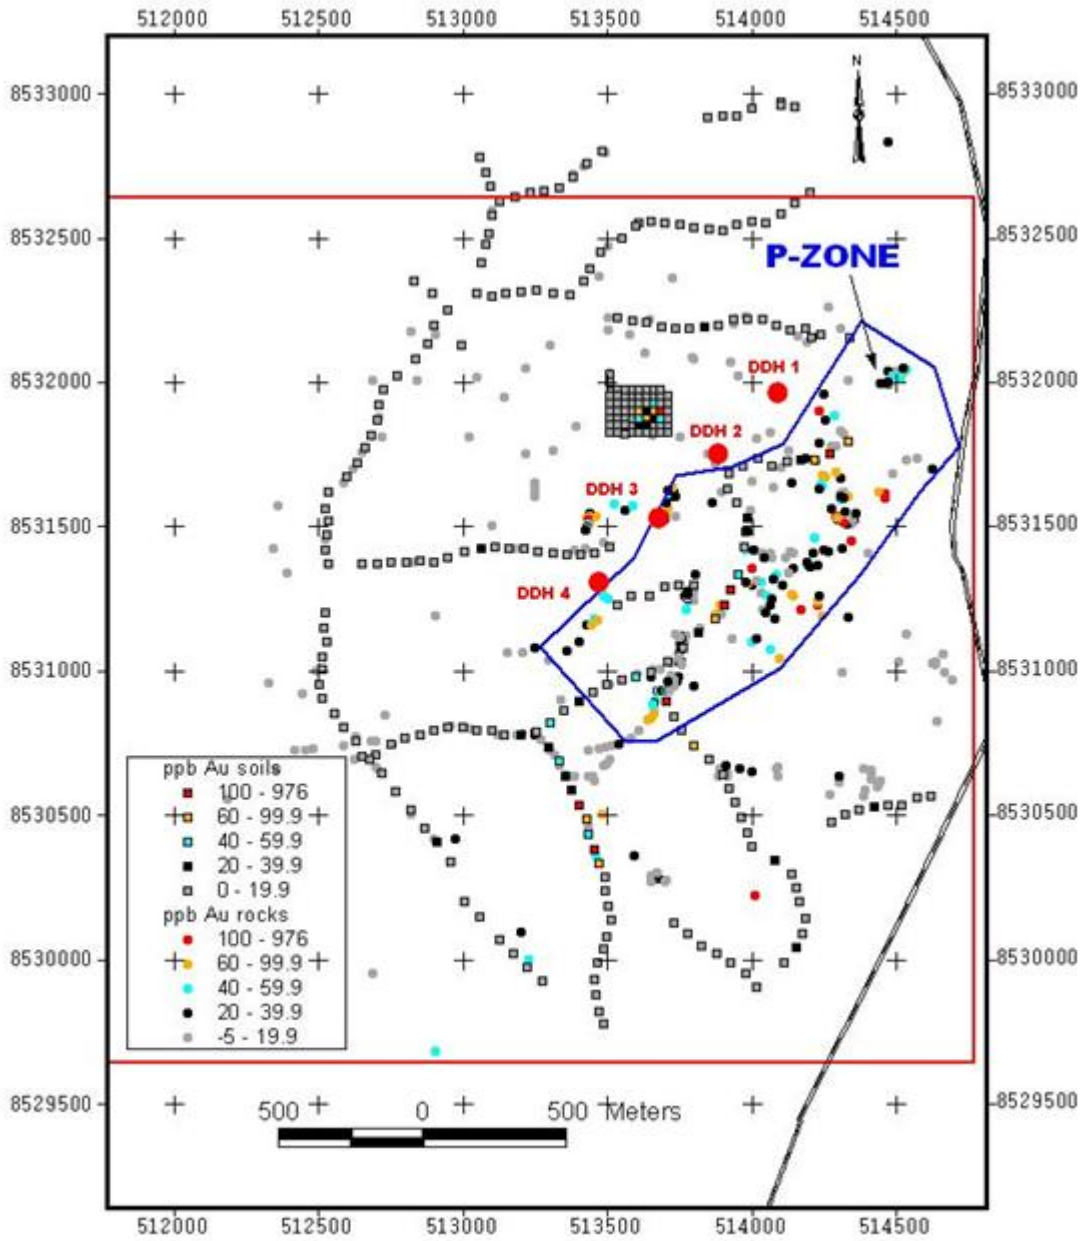 512000 512500 513000 513500 514000 514500
8533000 8533000
N
8532500 8532500
P-ZONE
8532000 8532000
DDH 1
DDH 2
DDH 3
8531500 8531500
DDH 4
8531000 8531000
ppb Au soils
100 - 976
60 - 99.9
40 - 59.9
20 - 39.9
0 - 19.9
ppb Au rocks
100 - 976
60 - 99.9
40 - 59.9
20 - 39.9
-5 - 19.9
8530500
8530000 8530000
8529500 8529500
500 0 500 Meters
512000 512500 513000 513500 514000 514500